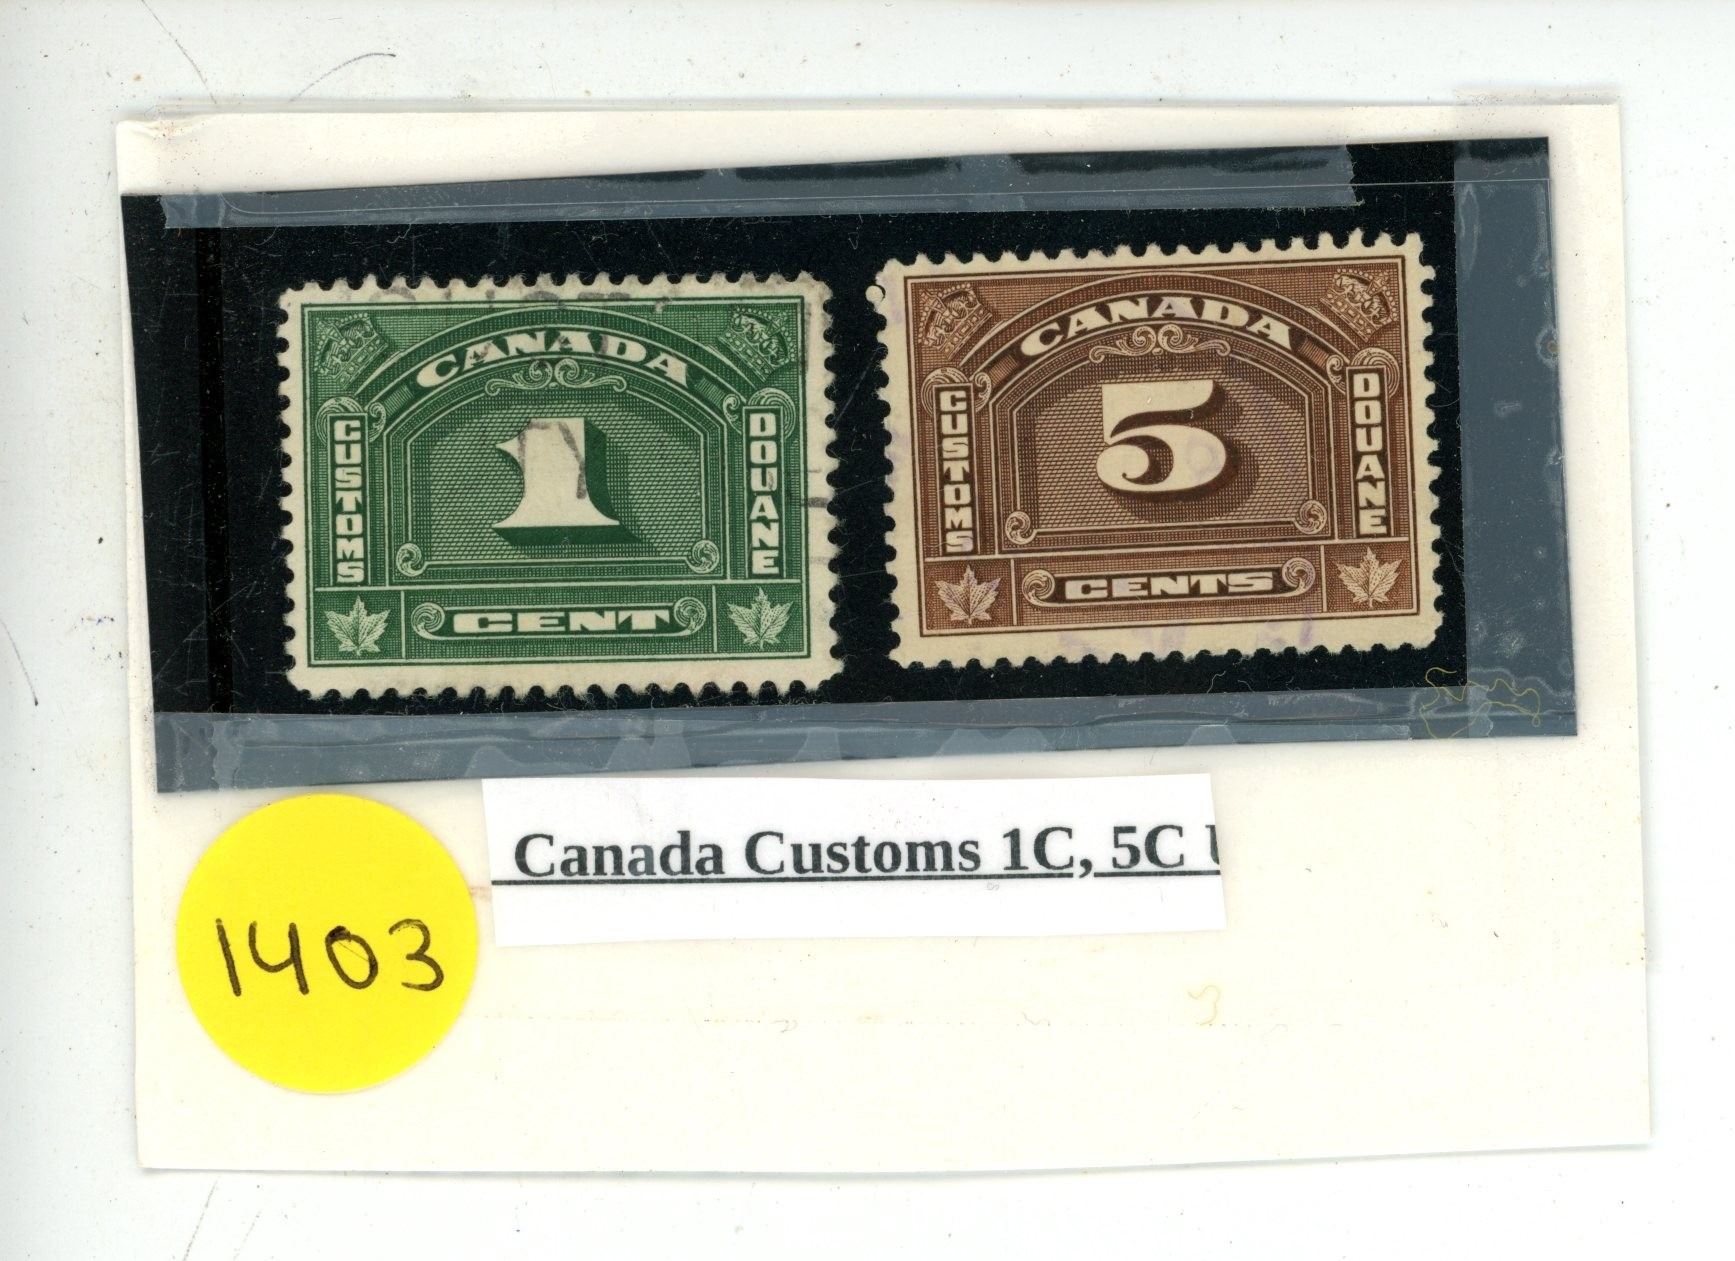 CANADA
CUSTOMS
1
DOUANE
CENT
CANADA
CUSTOMS
5
DOUANE
CENTS
Canada Customs 1C, 5C
1403